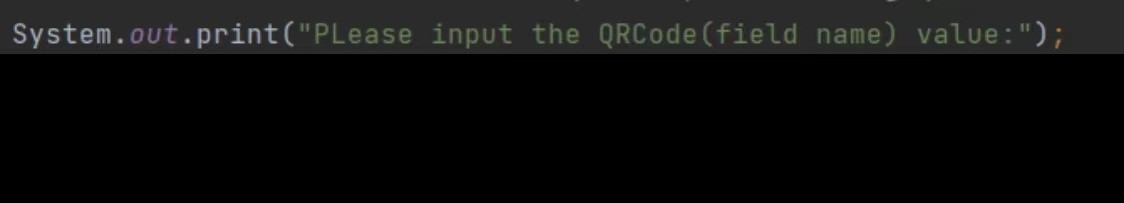 System.out.print("PLease input the QRCode(field name) value:");